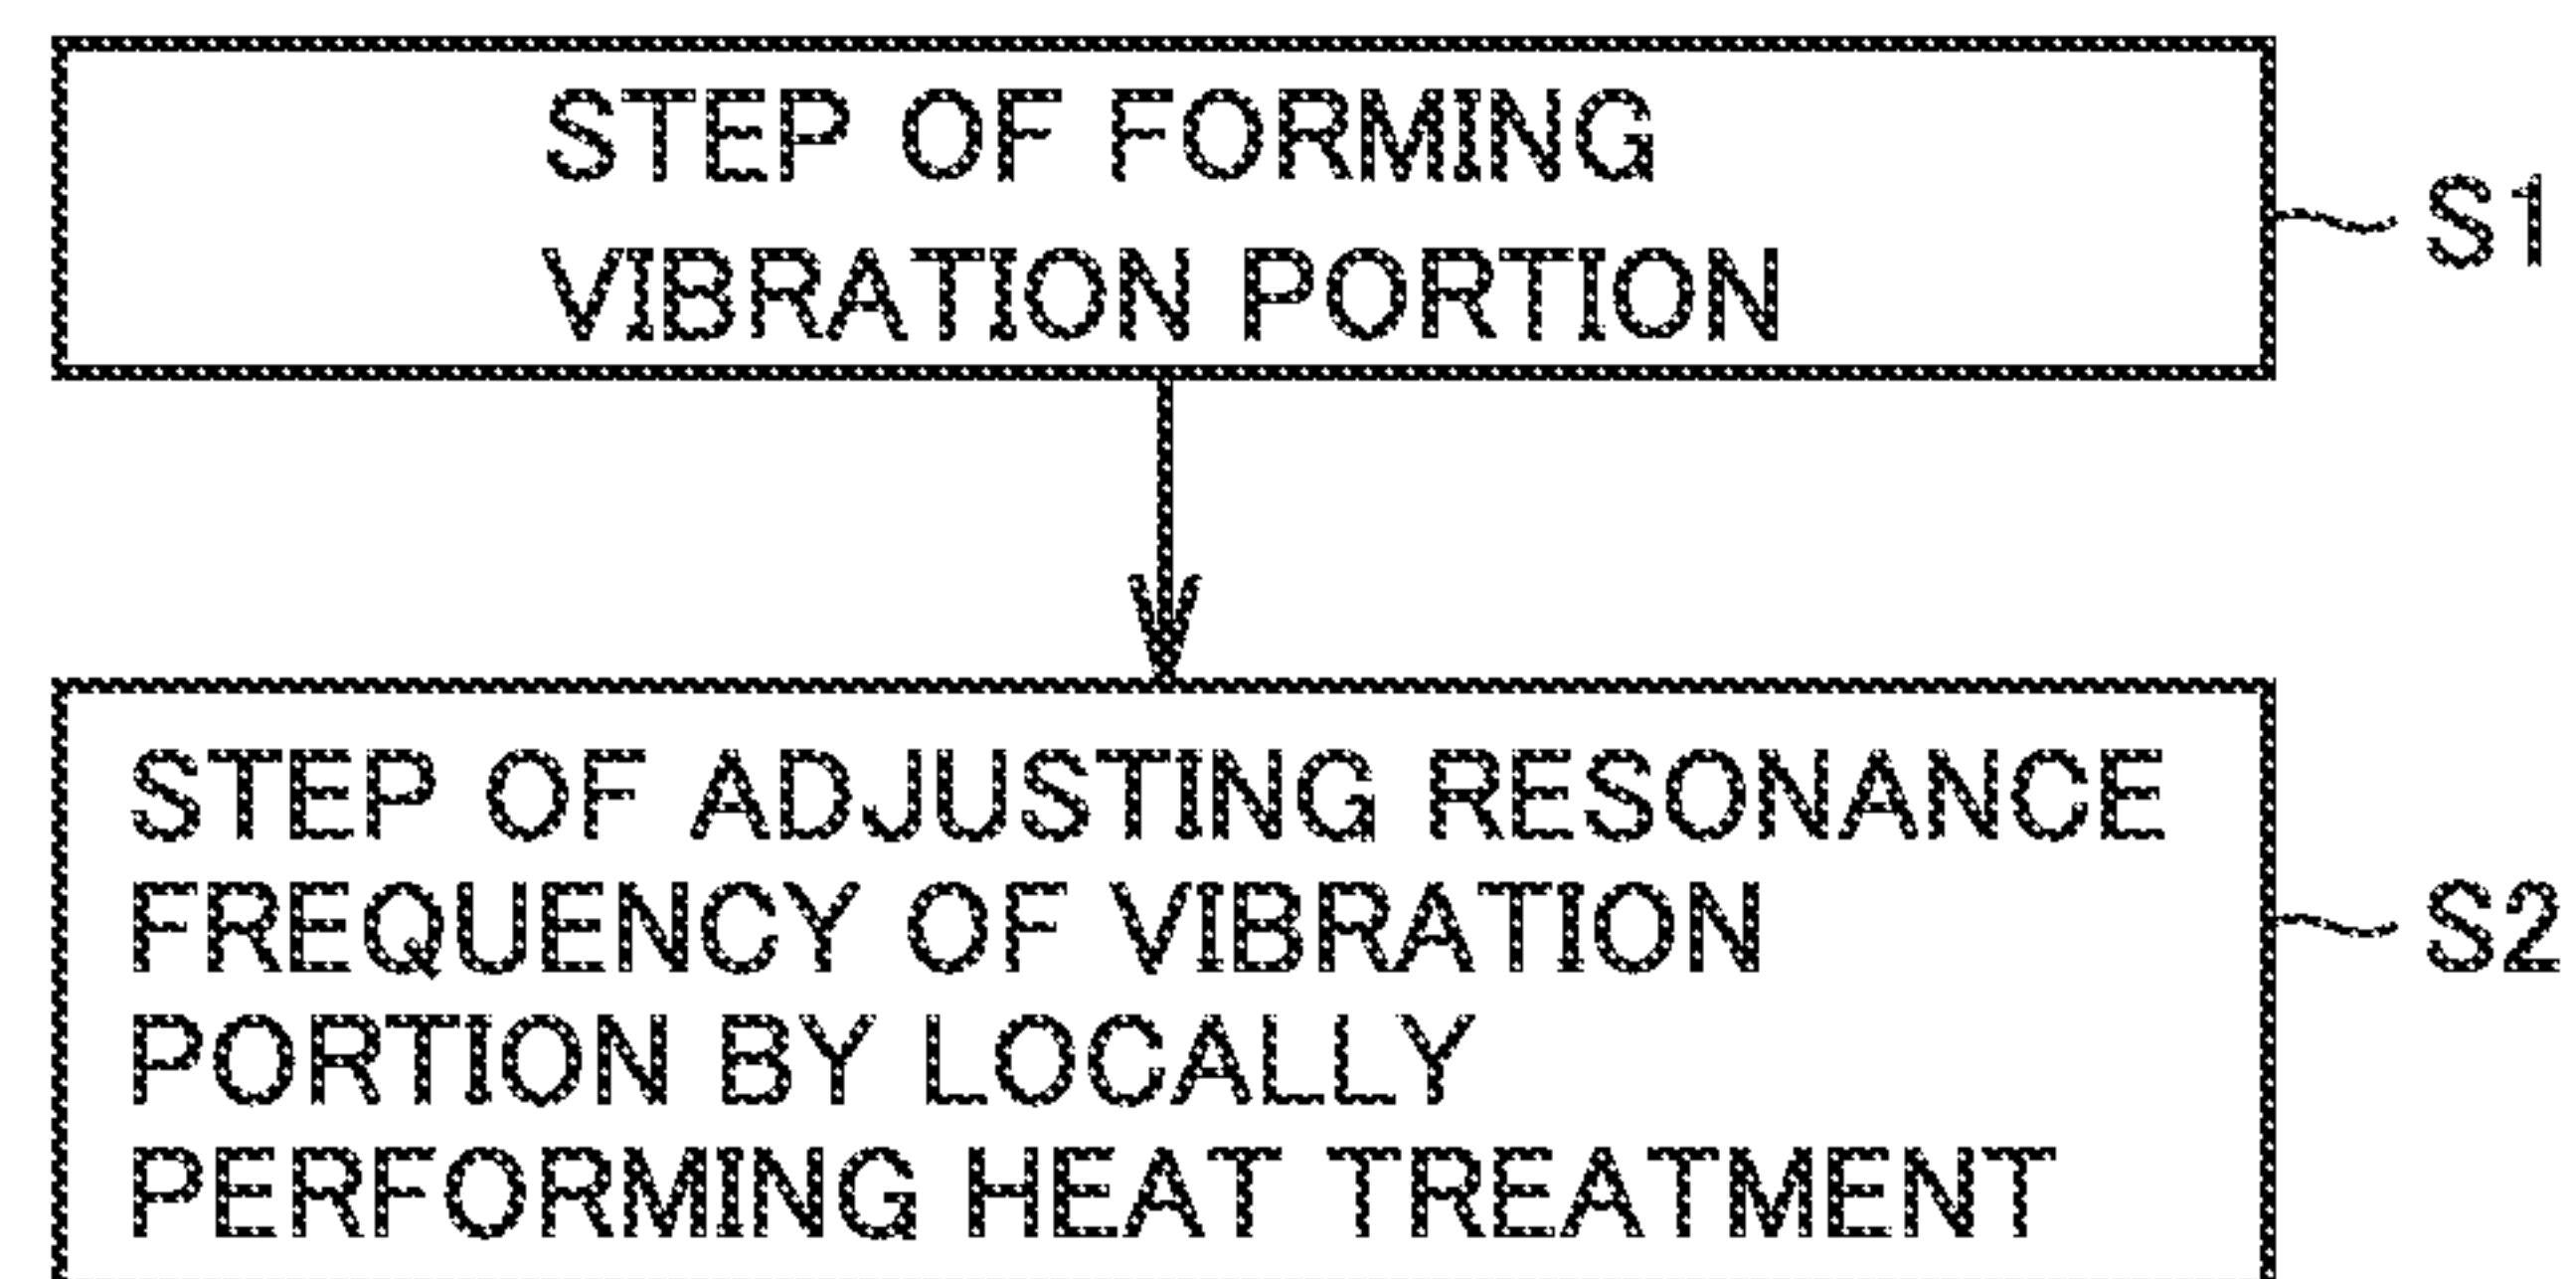 STEP OF FORMING
VIBRATION PORTION
S1
STEP OF ADJUSTING RESONANCE
FREQUENCY OF VIBRATION
PORTION BY LOCALLY
PERFORMING HEAT TREATMENT
S2